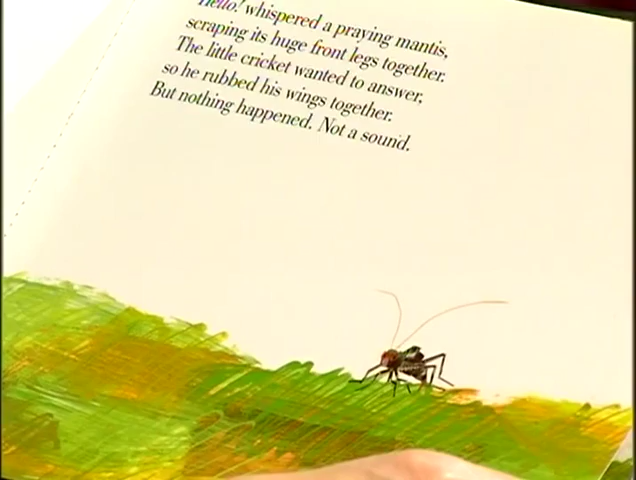 Hello! whispered a praying mantis,
scraping its huge front legs together.
The little cricket wanted to answer,
so he rubbed his wings together.
But nothing happened. Not a sound.